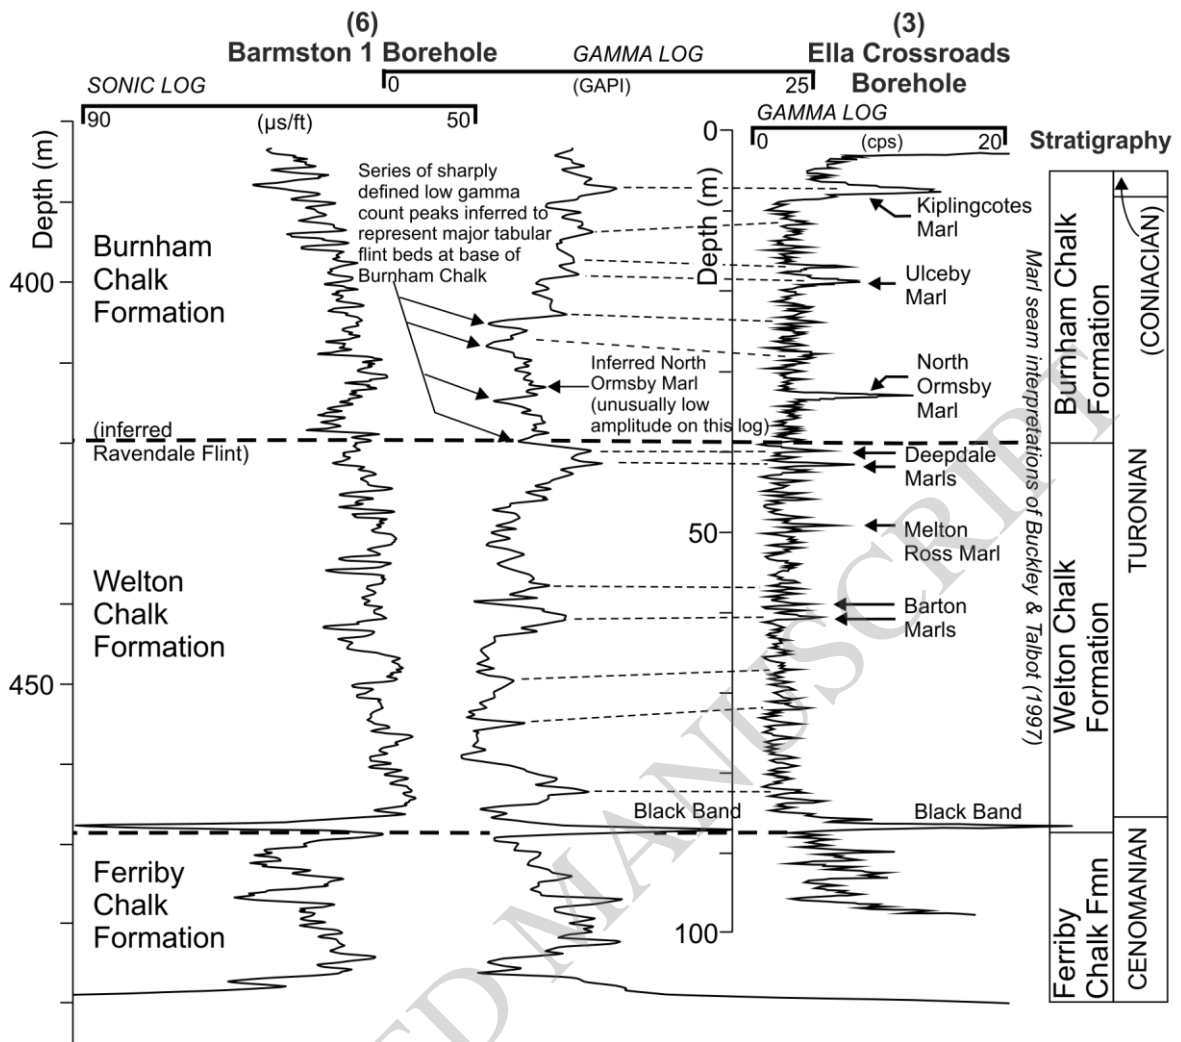 (6)
Barmston 1 Borehole
(3)
Ella Crossroads
Borehole
GAMMA LOG
0
(GAPI)
25
SONIC LOG
90
(µs/ft)
50
GAMMA LOG
0
(cps)
20
Stratigraphy
Depth (m)
400
450
Burnham
Chalk
Formation
(inferred
Ravendale Flint)
Welton
Chalk
Formation
Ferriby
Chalk
Formation
Series of sharply
defined low gamma
count peaks inferred to
represent major tabular
flint beds at base of
Burnham Chalk
Inferred North
Ormsby Marl
(unusually low
amplitude on this log)
Black Band
Depth (m)
0
50
100
Kiplingcotes
Marl
Ulceby
Marl
North
Ormsby
Marl
Deepdale
Marls
Melton
Ross Marl
Barton
Marls
Black Band
Marl seam interpretations of Buckley & Talbot (1997)
Burnham Chalk
Formation
Welton Chalk
Formation
Ferriby
Chalk Fmn
(CONIACIAN)
TURONIAN
CENOMANIAN
ED MANUSCRIPT